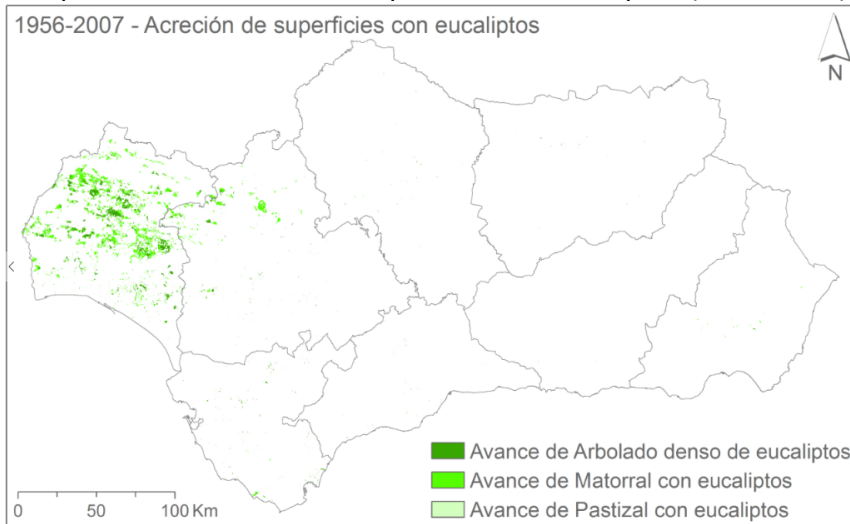 1956-2007 - Acreción de superficies con eucaliptos
N
Avance de Arbolado denso de eucaliptos
Avance de Matorral con eucaliptos
Avance de Pastizal con eucaliptos
0 50 100 Km